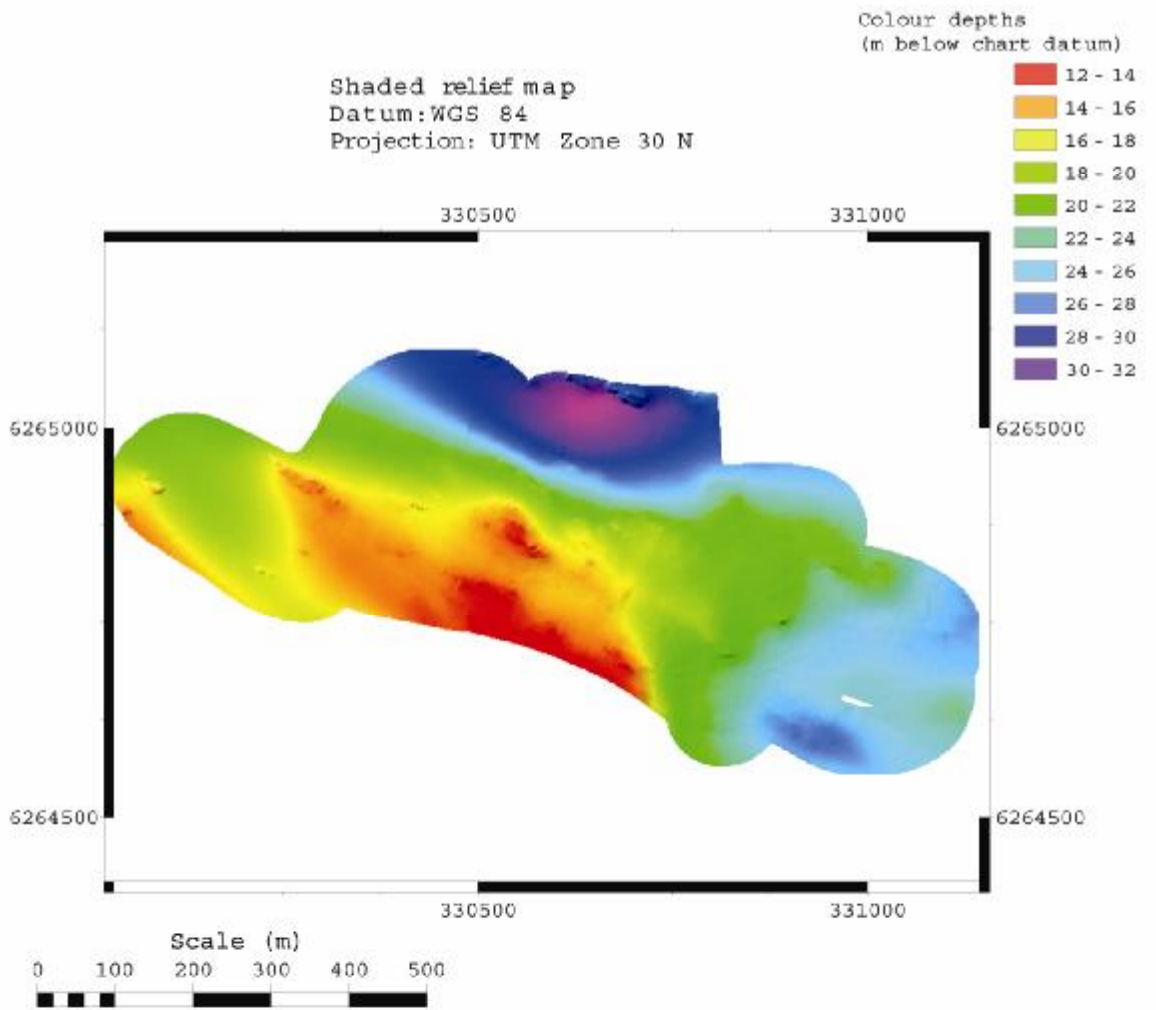 Colour depths
(m below chart datum)
12 - 14
14 - 16
16 - 18
18 - 20
20 - 22
22 - 24
24 - 26
26 - 28
28 - 30
30 - 32
Shaded relief map
Datum:WGS 84
Projection: UTM Zone 30 N
330500 331000
6265000 6265000
6264500 6264500
330500 331000
Scale (m)
0 100 200 300 400 500